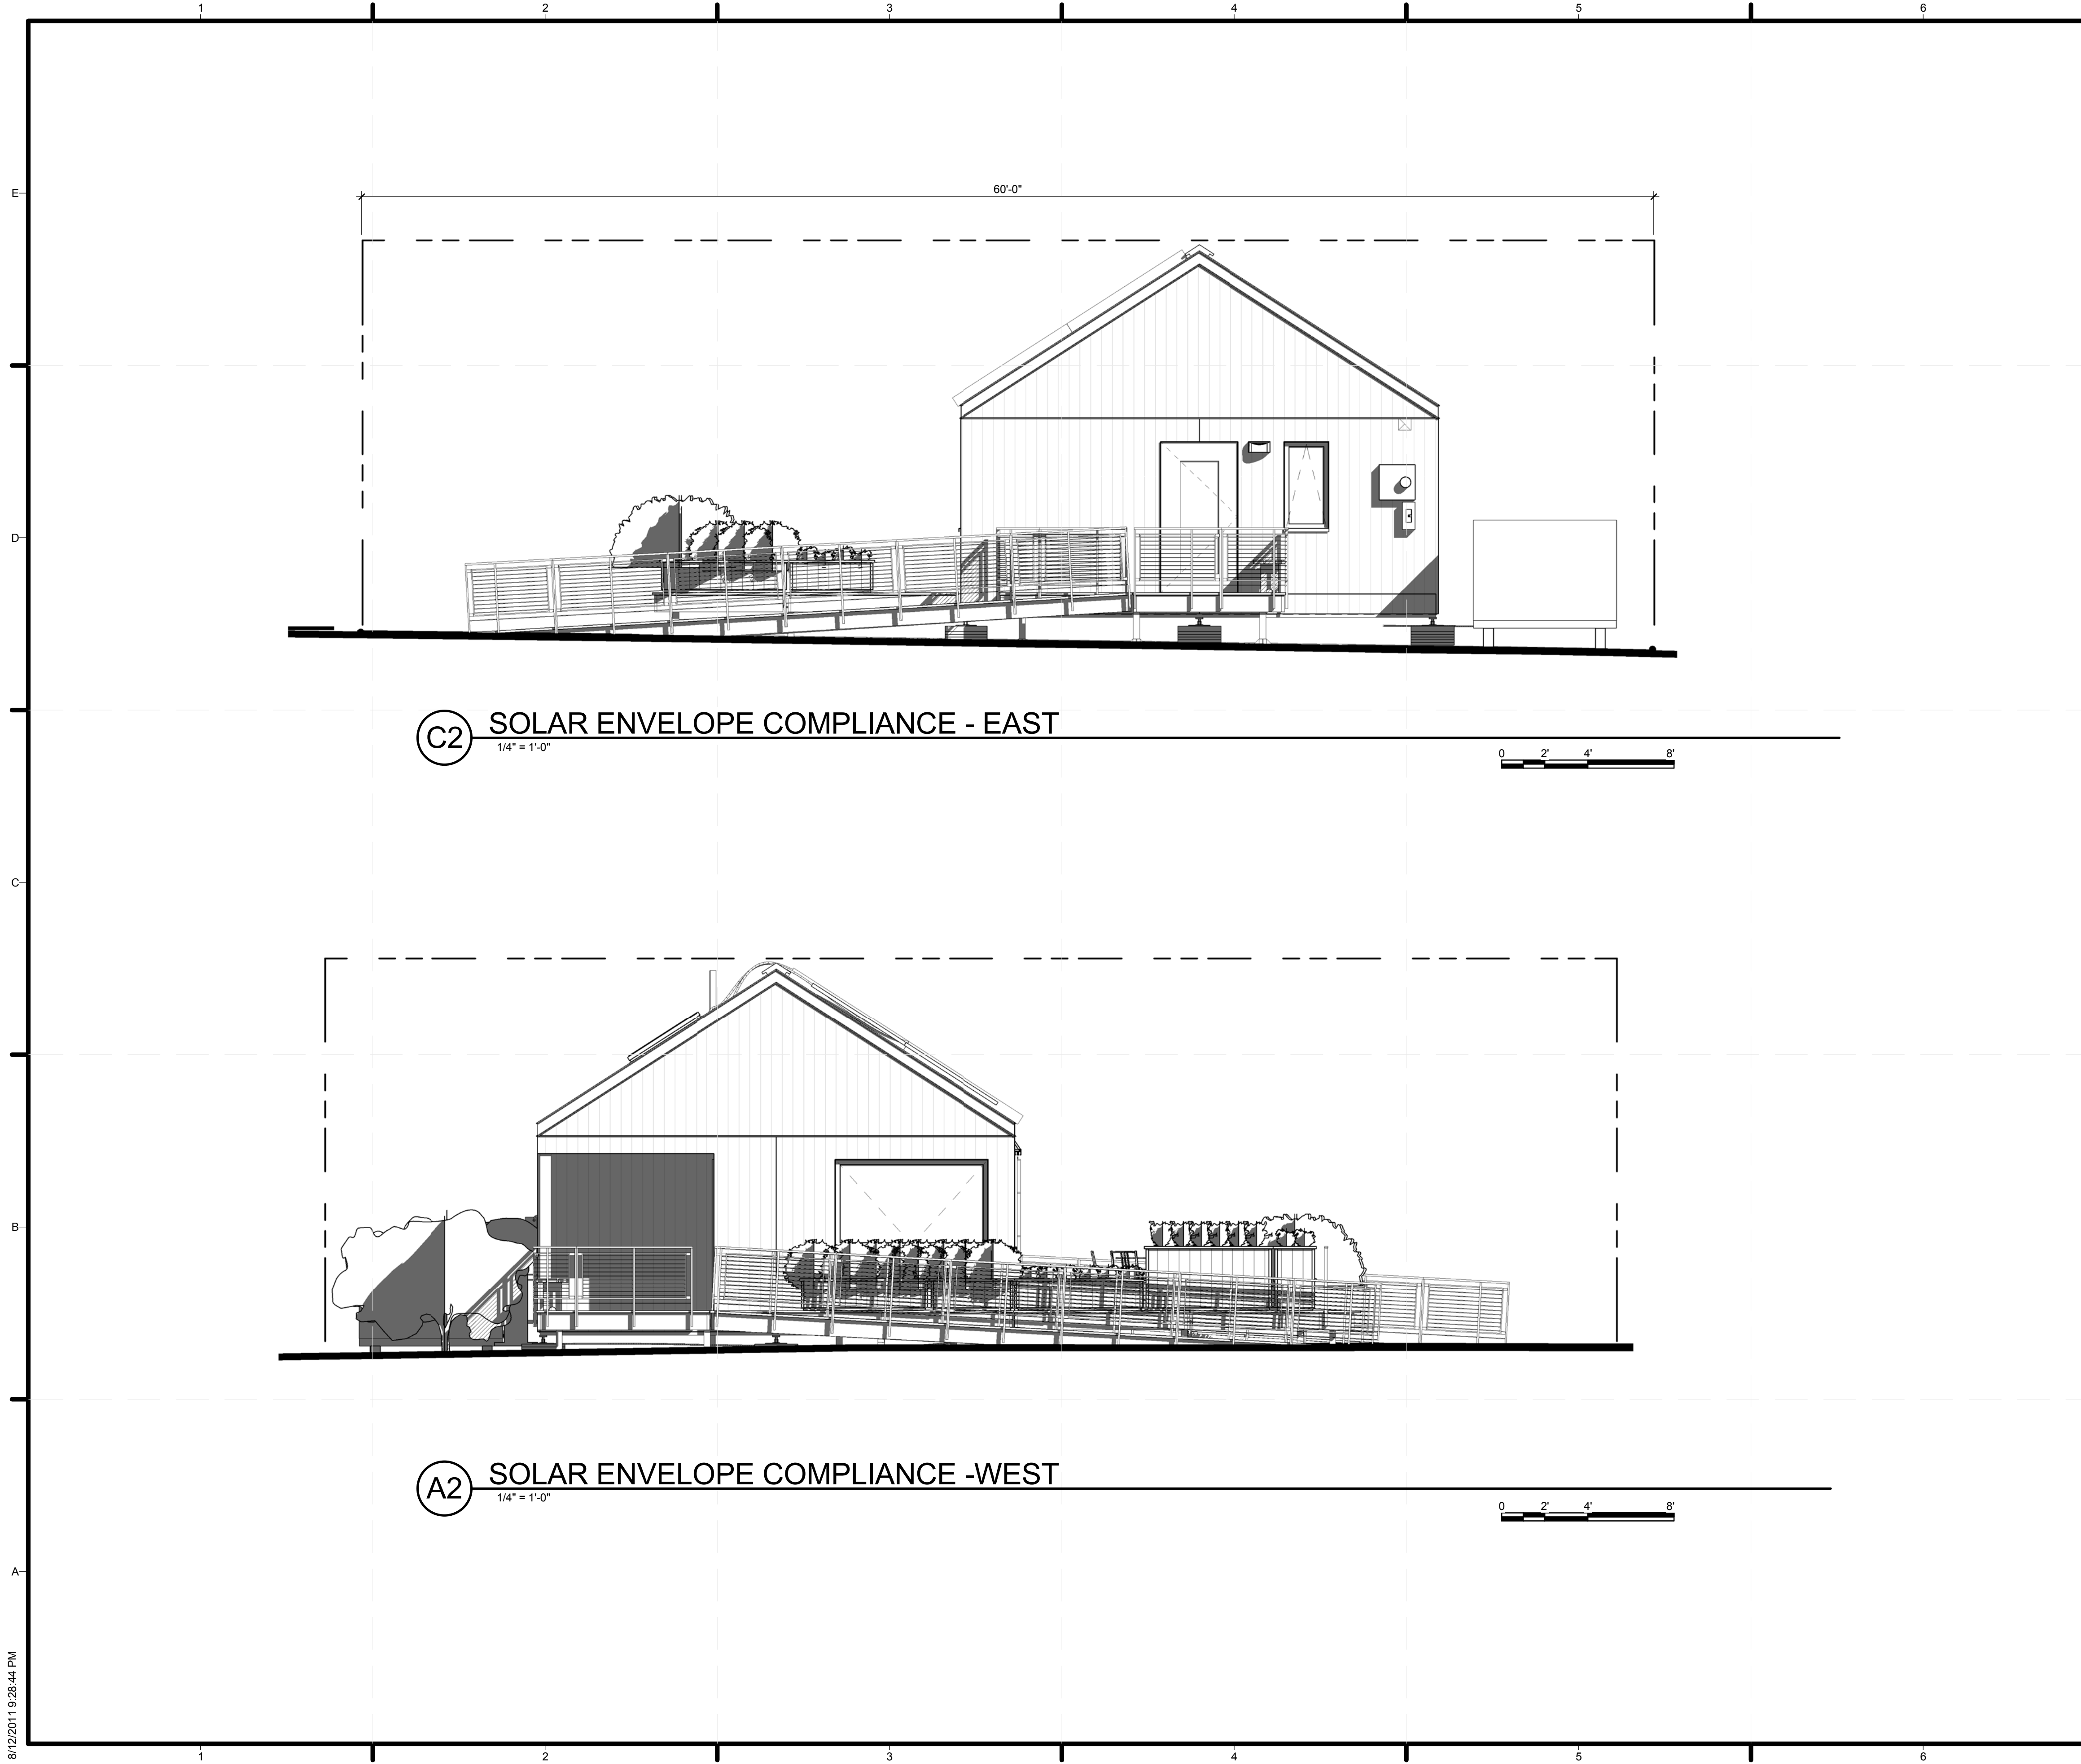 1 2 3 4 5 6
E
60'-0"
D
C2 SOLAR ENVELOPE COMPLIANCE - EAST
1/4" = 1'-0"
0 2' 4' 8'
C
B
A2 SOLAR ENVELOPE COMPLIANCE -WEST
1/4" = 1'-0"
0 2' 4' 8'
A
8/12/2011 9:28:44 PM
1 2 3 4 5 6